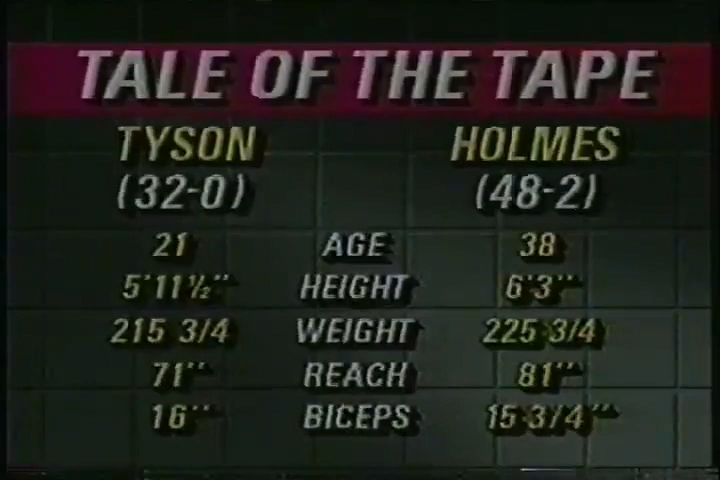 TALE OF THE TAPE
TYSON HOLMES
(32-0) (48-2)
21 AGE 38
5'11½" HEIGHT 6'3"
215 3/4 WEIGHT 225 3/4
71" REACH 81"
16" BICEPS 15 3/4"